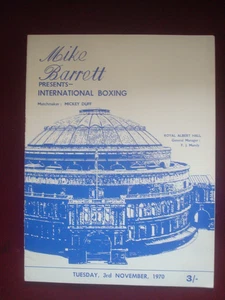 Mike
Barrett
PRESENTS~
INTERNATIONAL BOXING
Matchmaker: MICKEY DUFF
ROYAL ALBERT HALL
General Manager:
F. J. Mundy
TUESDAY, 3rd NOVEMBER, 1970
3/-